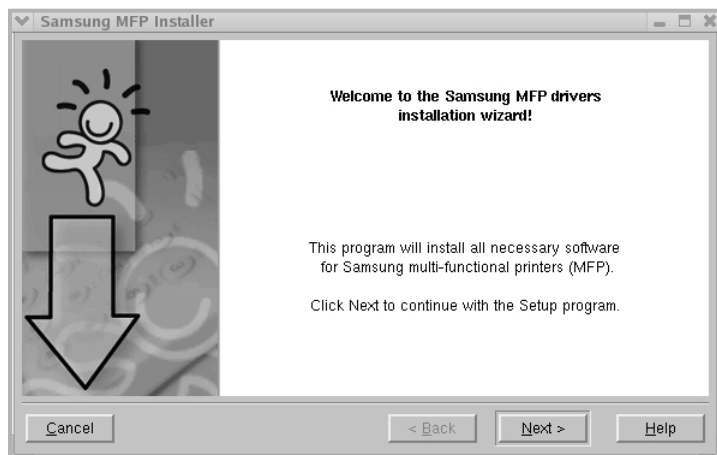 Samsung MFP Installer
Welcome to the Samsung MFP drivers
installation wizard!
This program will install all necessary software
for Samsung multi-functional printers (MFP).
Click Next to continue with the Setup program.
Cancel
< Back
Next >
Help